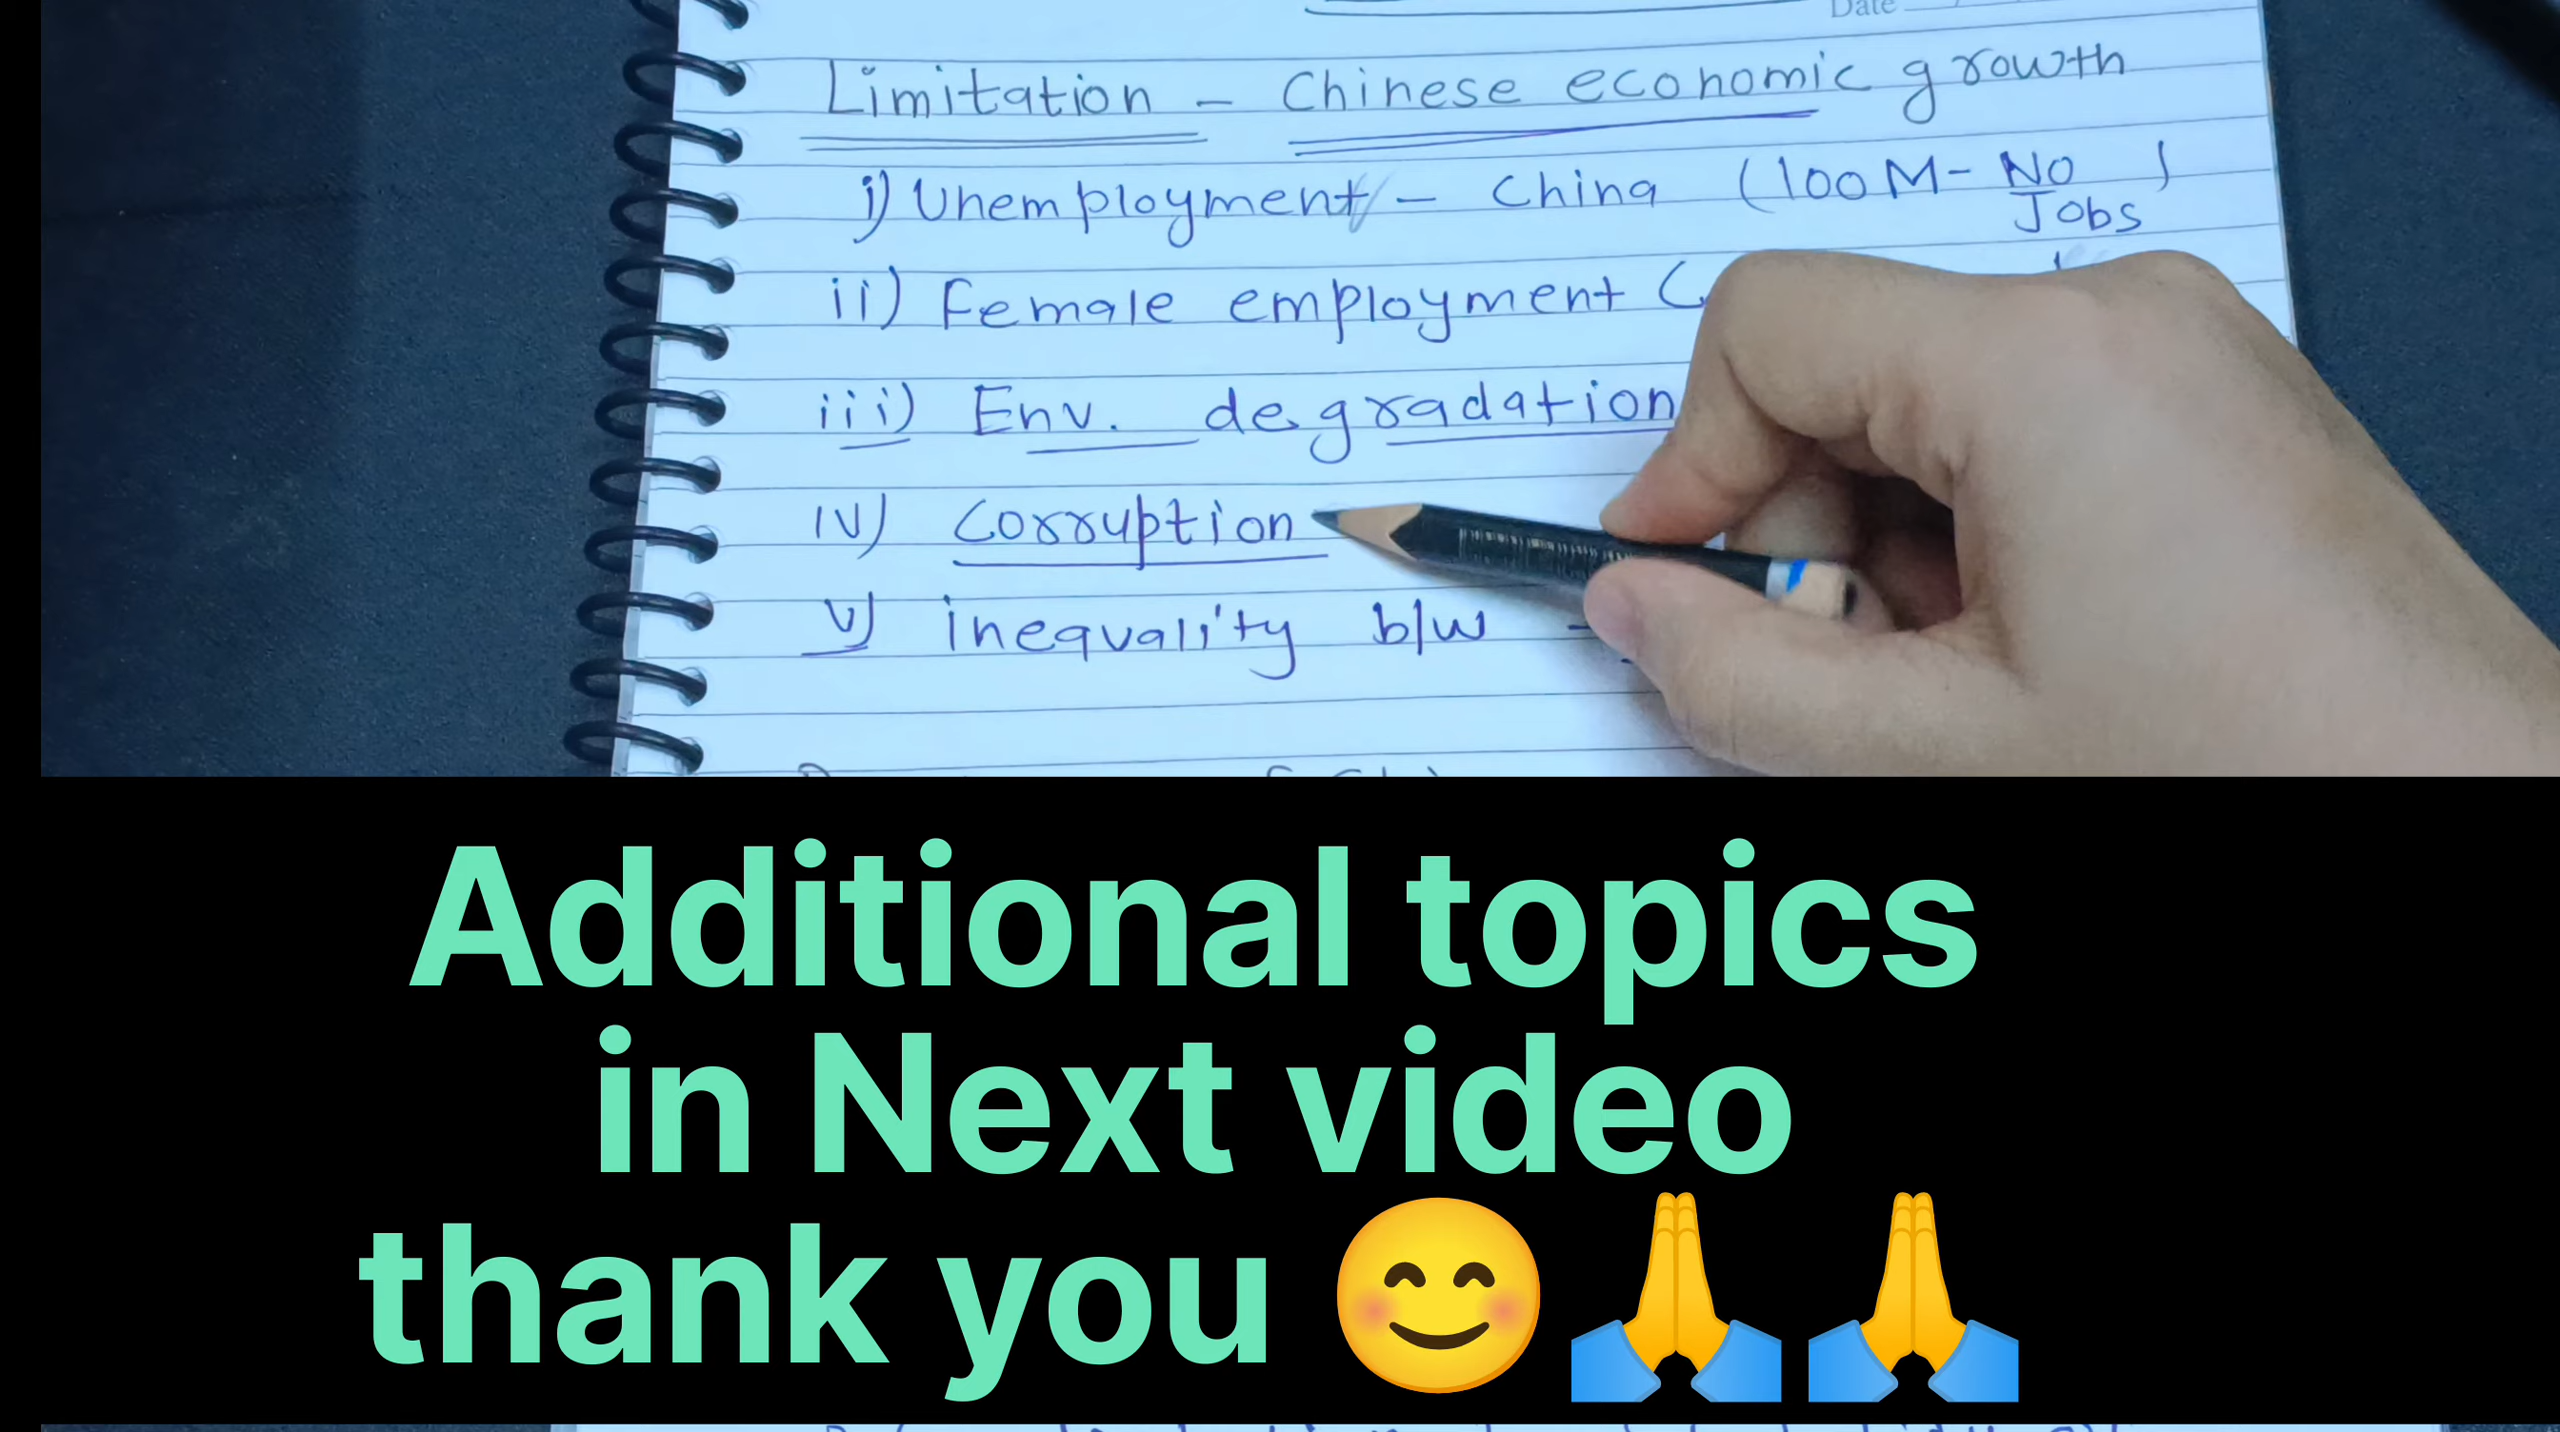 Date
Limitation - Chinese economic growth
i) Unemployment - China (100M - No Jobs)
ii) Female employment (
iii) Env. degradation
iv) Corruption
v) inequality b/w -
Additional topics
in Next video
thank you 😊🙏🙏